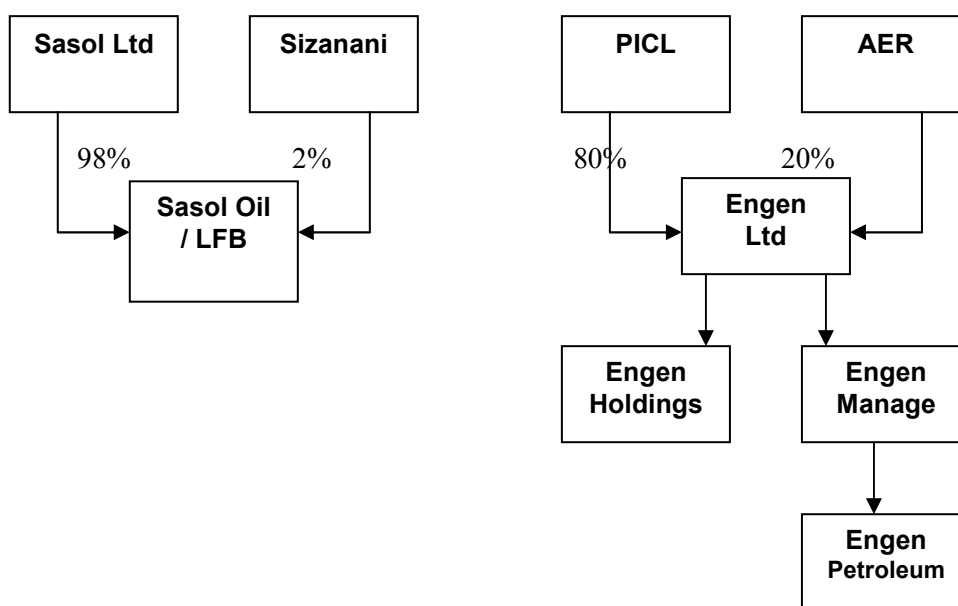 Sasol Ltd
Sizanani
PICL
AER
98%
2%
80%
20%
Sasol Oil
/ LFB
Engen
Ltd
Engen
Holdings
Engen
Manage
Engen
Petroleum